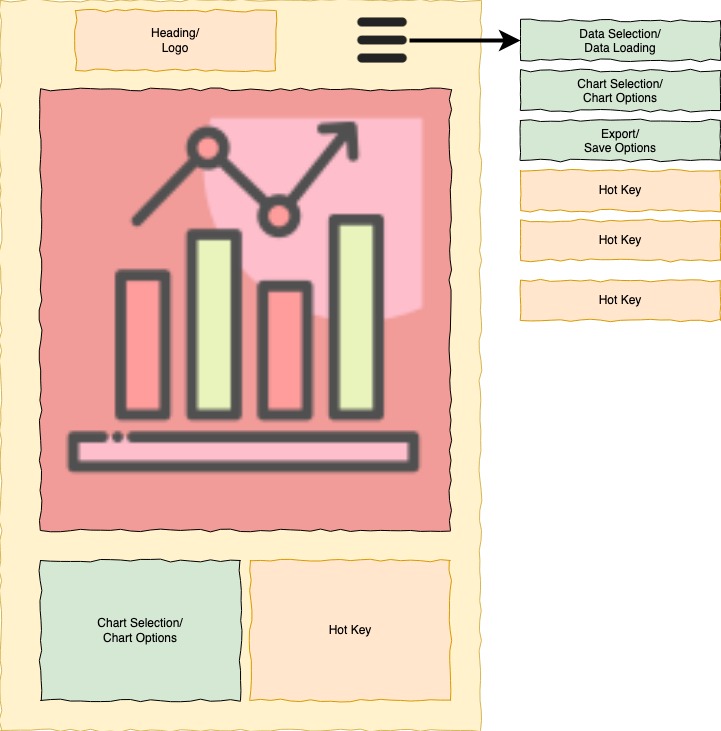 Heading/
Logo
Data Selection/
Data Loading
Chart Selection/
Chart Options
Export/
Save Options
Hot Key
Hot Key
Hot Key
Chart Selection/
Chart Options
Hot Key